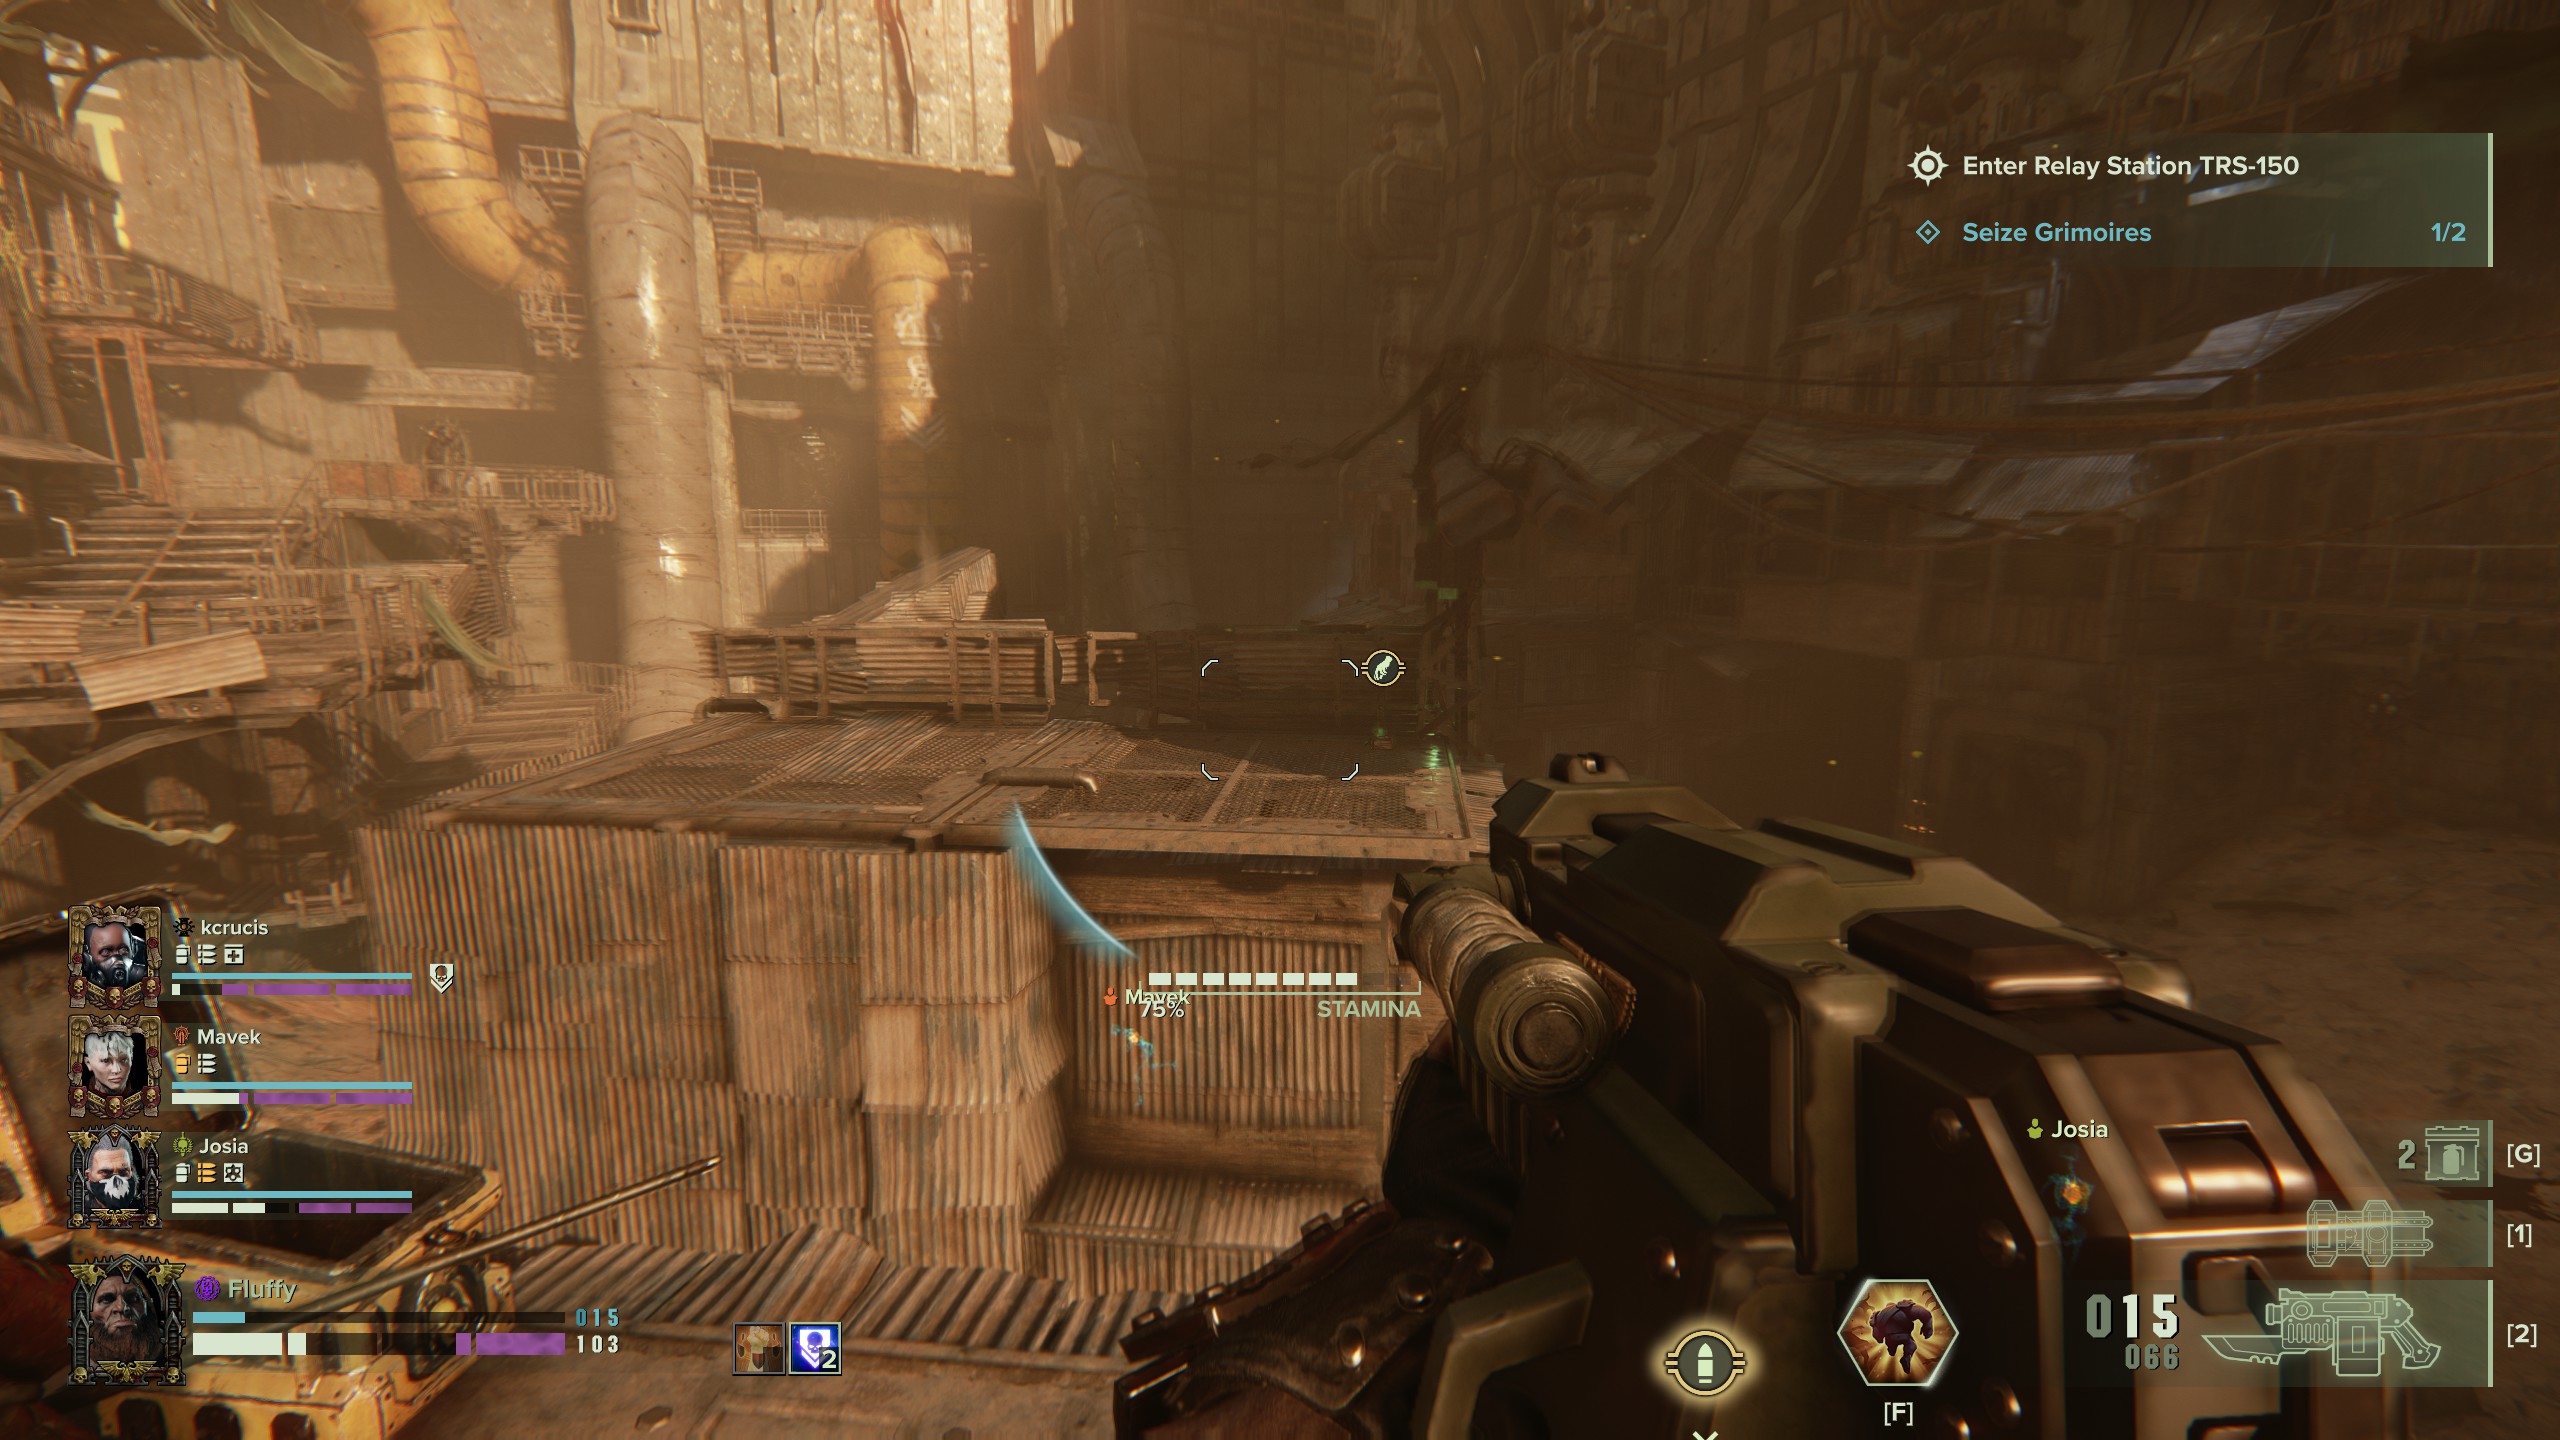 Enter Relay Station TRS-150
Seize Grimoires 1/2
kcrucis
Mavek
75%
STAMINA
Mavek
Josia
Josia
2 [G]
[1]
Fluffy
015
103
2
015
066
[2]
[F]